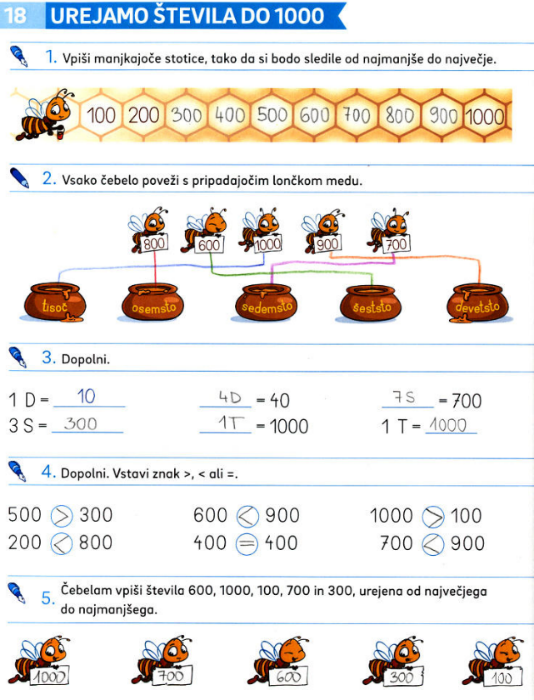 18 UREJAMO ŠTEVILA DO 1000
1. Vpiši manjkajoče stotice, tako da si bodo sledile od najmanjše do največje.
100 200 300 400 500 600 700 800 900 1000
2. Vsako čebelo poveži s pripadajočim lončkom medu.
800 600 1000 900 700
tisoč osemsto sedemsto šeststo devetsto
3. Dopolni.
1 D = 10 4D = 40 7S = 700
3 S = 300 1T = 1000 1 T = 1000
4. Dopolni. Vstavi znak >, < ali =.
500 > 300 600 < 900 1000 > 100
200 < 800 400 = 400 700 < 900
5. Čebelam vpiši števila 600, 1000, 100, 700 in 300, urejena od največjega
do najmanjšega.
1000 700 600 300 100